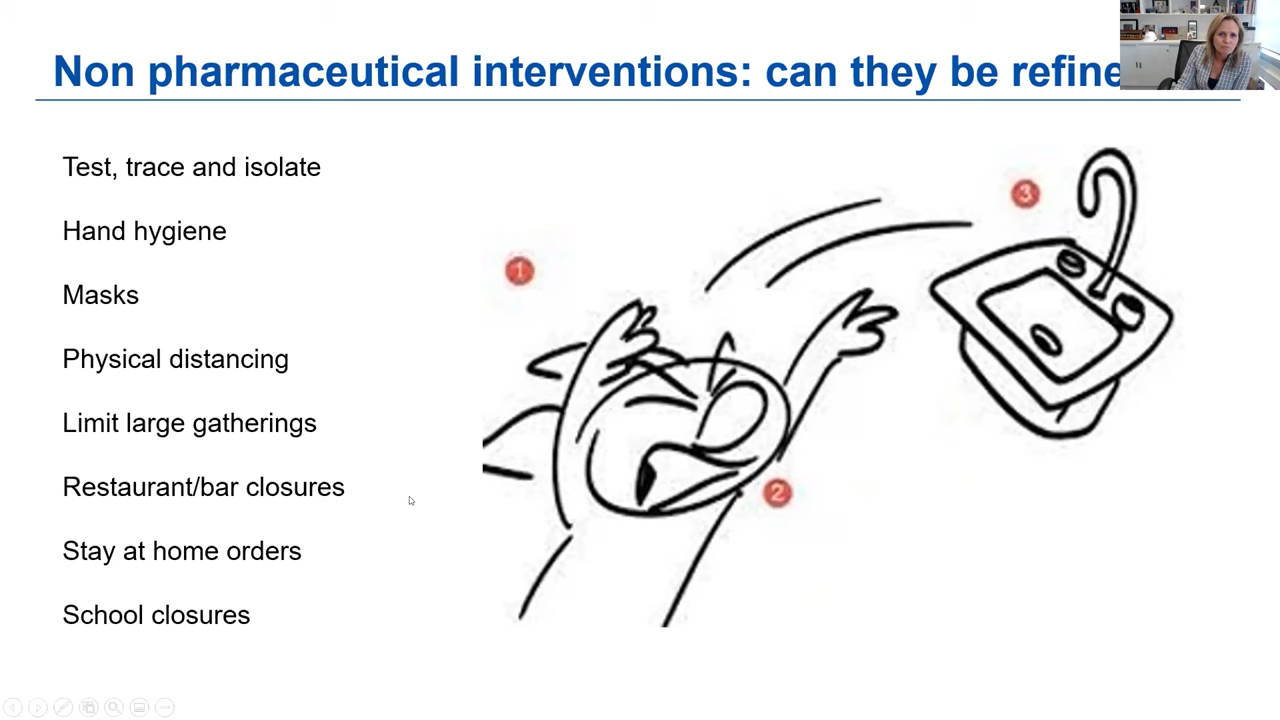 Non pharmaceutical interventions: can they be refine
Test, trace and isolate
Hand hygiene
Masks
Physical distancing
Limit large gatherings
Restaurant/bar closures
Stay at home orders
School closures
1
2
3